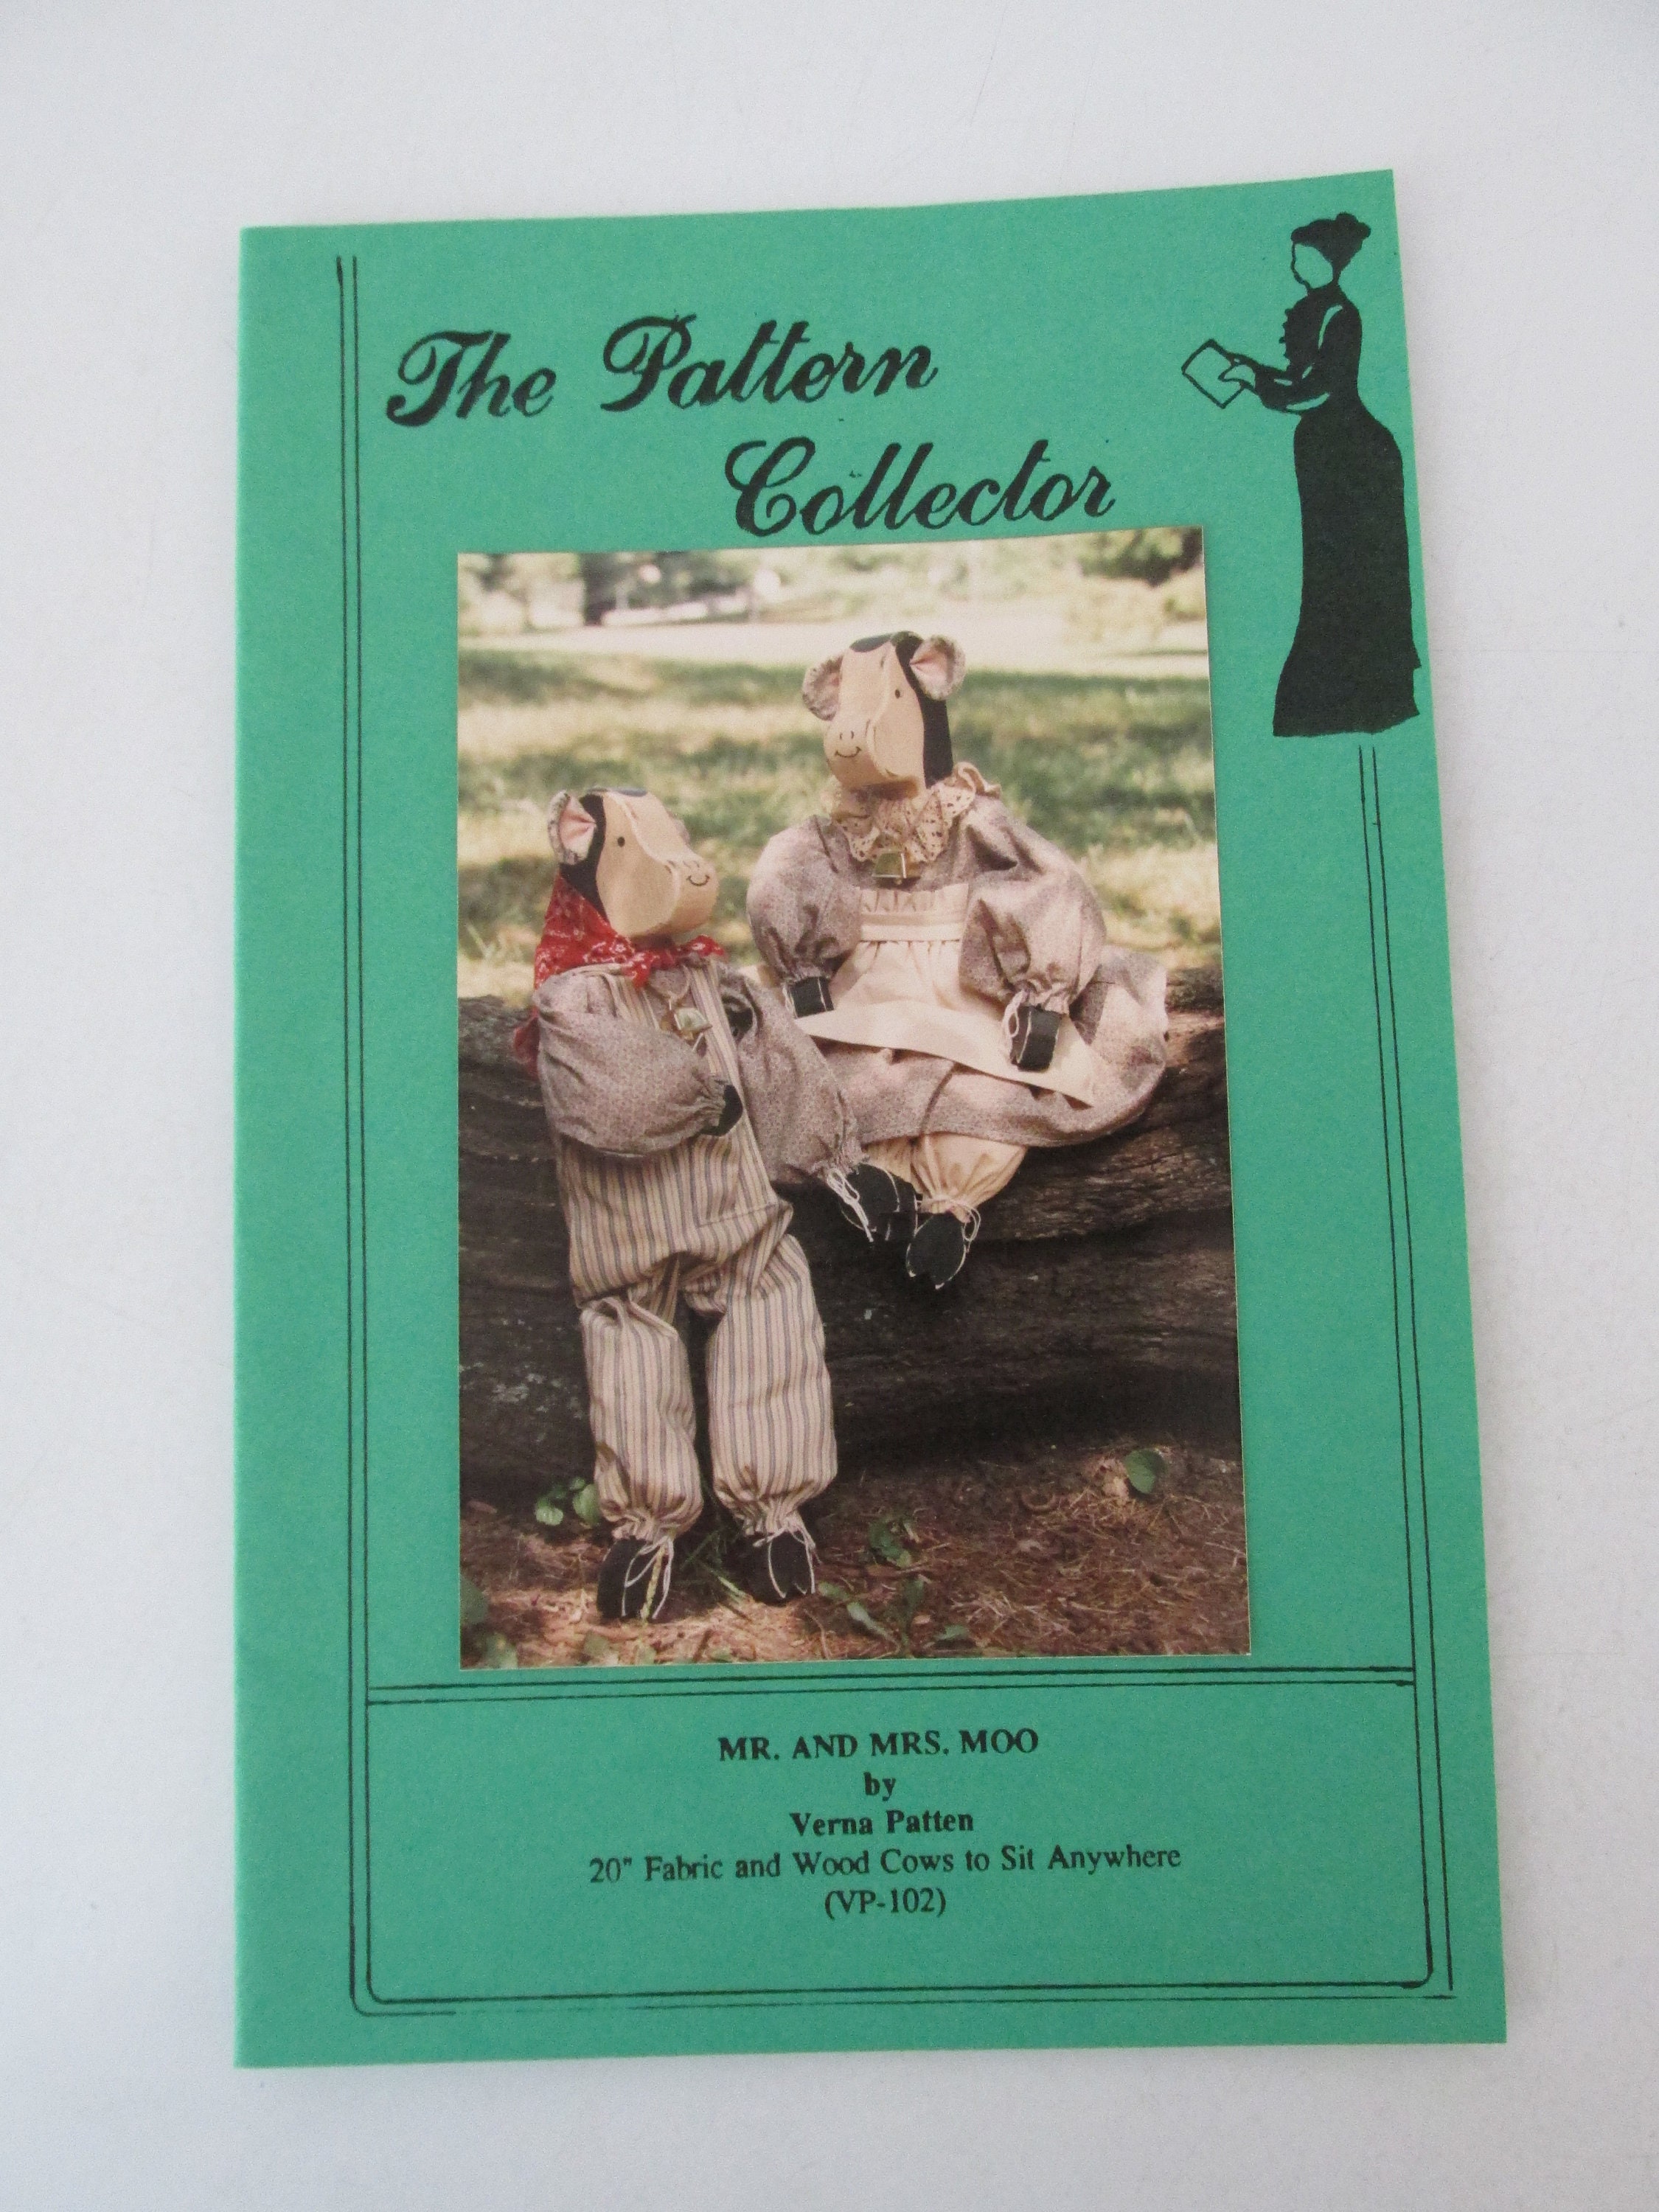 The Pattern
Collector
MR. AND MRS. MOO
by
Verna Patten
20" Fabric and Wood Cows to Sit Anywhere
(VP-102)